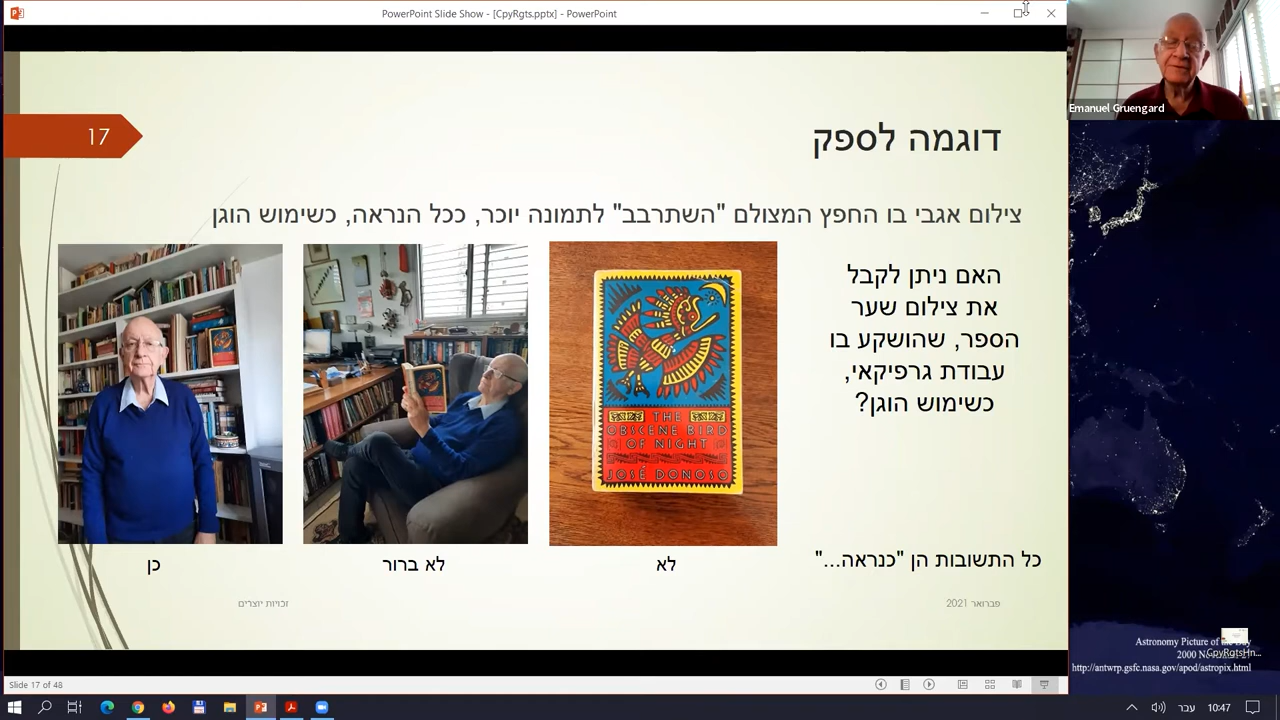 PowerPoint Slide Show - [CpyRgts.pptx] - PowerPoint
Emanuel Gruengard
17
דוגמה לספק
צילום אגבי בו החפץ המצולם "השתרבב" לתמונה יוכר, ככל הנראה, כשימוש הוגן
האם ניתן לקבל
את צילום שער
הספר, שהושקע בו
עבודת גרפיקאי,
כשימוש הוגן?
THE
OBSCENE BIRD
OF NIGHT
JOSÉ DONOSO
כן
לא ברור
לא
כל התשובות הן "כנראה..."
זכויות יוצרים
פברואר 2021
Astronomy Picture of the Day
2000
CpyRgtsHn...
http://antwrp.gsfc.nasa.gov/apod/astropix.html
Slide 17 of 48
עבר
10:47